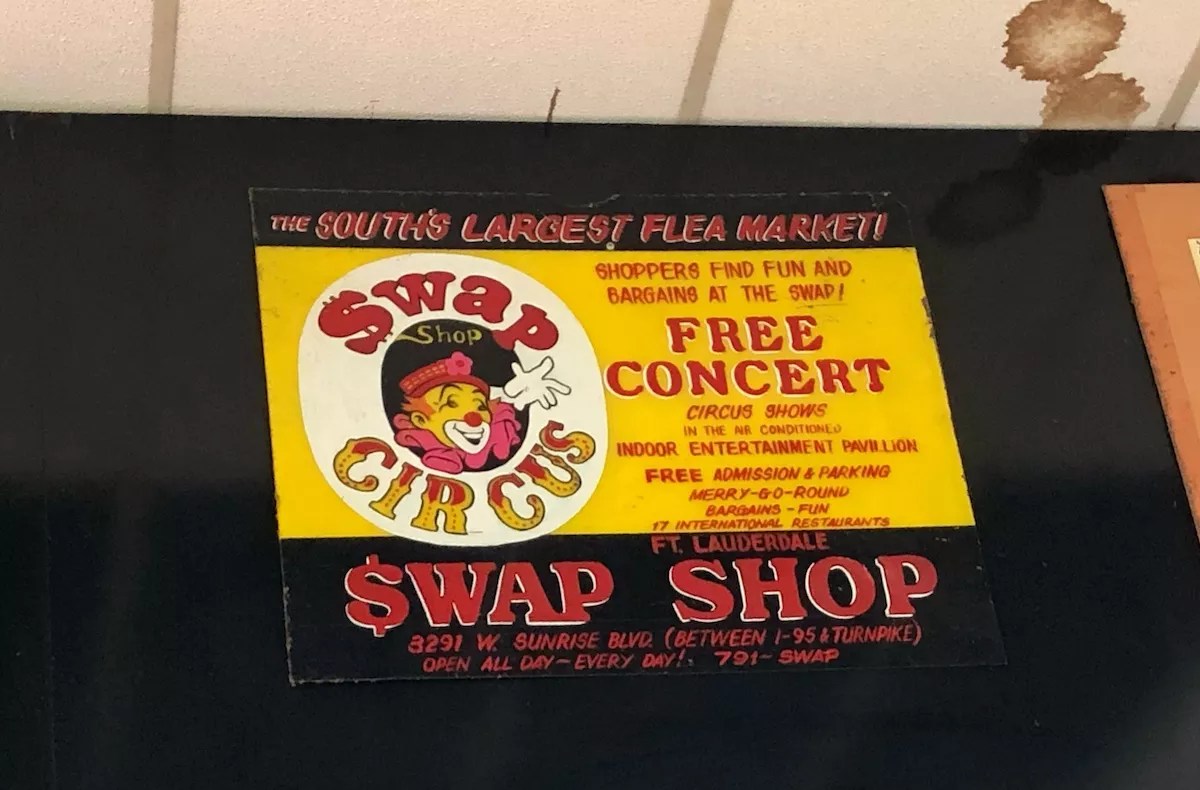 THE SOUTH'S LARGEST FLEA MARKET!
$wap
Shop
CIRCUS
SHOPPERS FIND FUN AND
BARGAINS AT THE SWAP!
FREE
CONCERT
CIRCUS SHOWS
IN THE AIR CONDITIONED
INDOOR ENTERTAINMENT PAVILLION
FREE ADMISSION & PARKING
MERRY-GO-ROUND
BARGAINS - FUN
17 INTERNATIONAL RESTAURANTS
FT. LAUDERDALE
$WAP SHOP
3291 W. SUNRISE BLVD. (BETWEEN I-95 & TURNPIKE)
OPEN ALL DAY - EVERY DAY! 791- SWAP